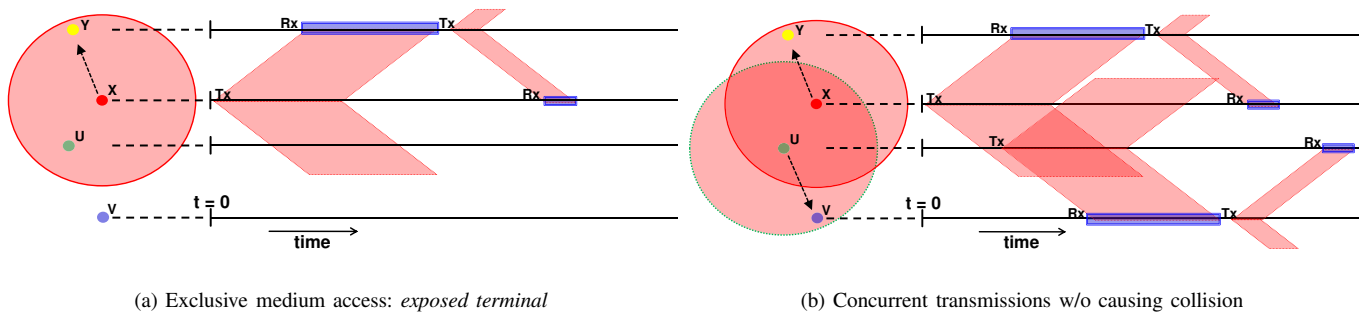 Y
Rx
Tx
X
Tx
Rx
U
V
t = 0
time
(a) Exclusive medium access: exposed terminal
Rx
Y
Tx
X
Tx
Rx
U
Tx
Rx
V
t = 0
Rx
Tx
time
(b) Concurrent transmissions w/o causing collision